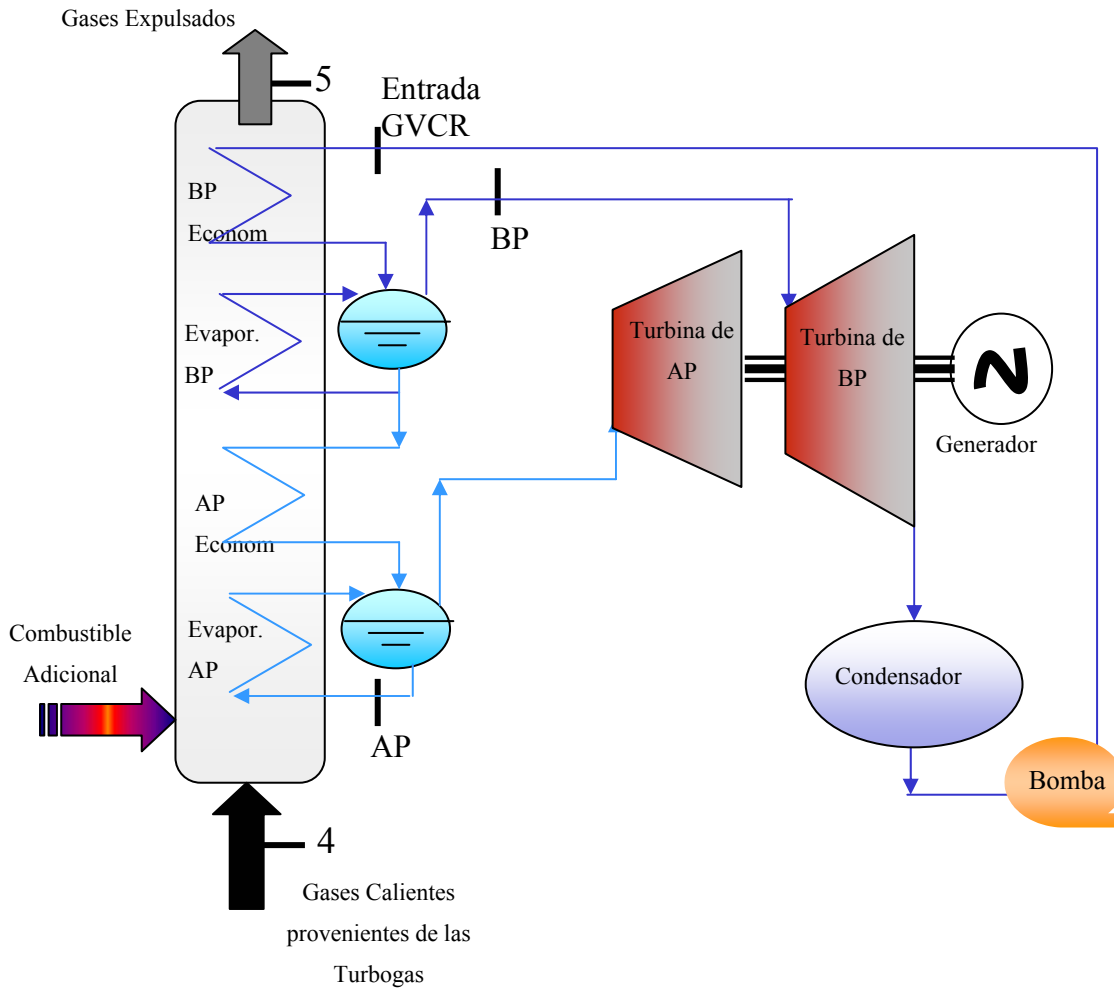 Gases Expulsados
5
Entrada
GVCR
BP
Econom
BP
Evapor.
BP
Turbina de
AP
Turbina de
BP
Generador
AP
Econom
Evapor.
AP
Combustible
Adicional
Condensador
AP
Bomba
4
Gases Calientes
provenientes de las
Turbogas